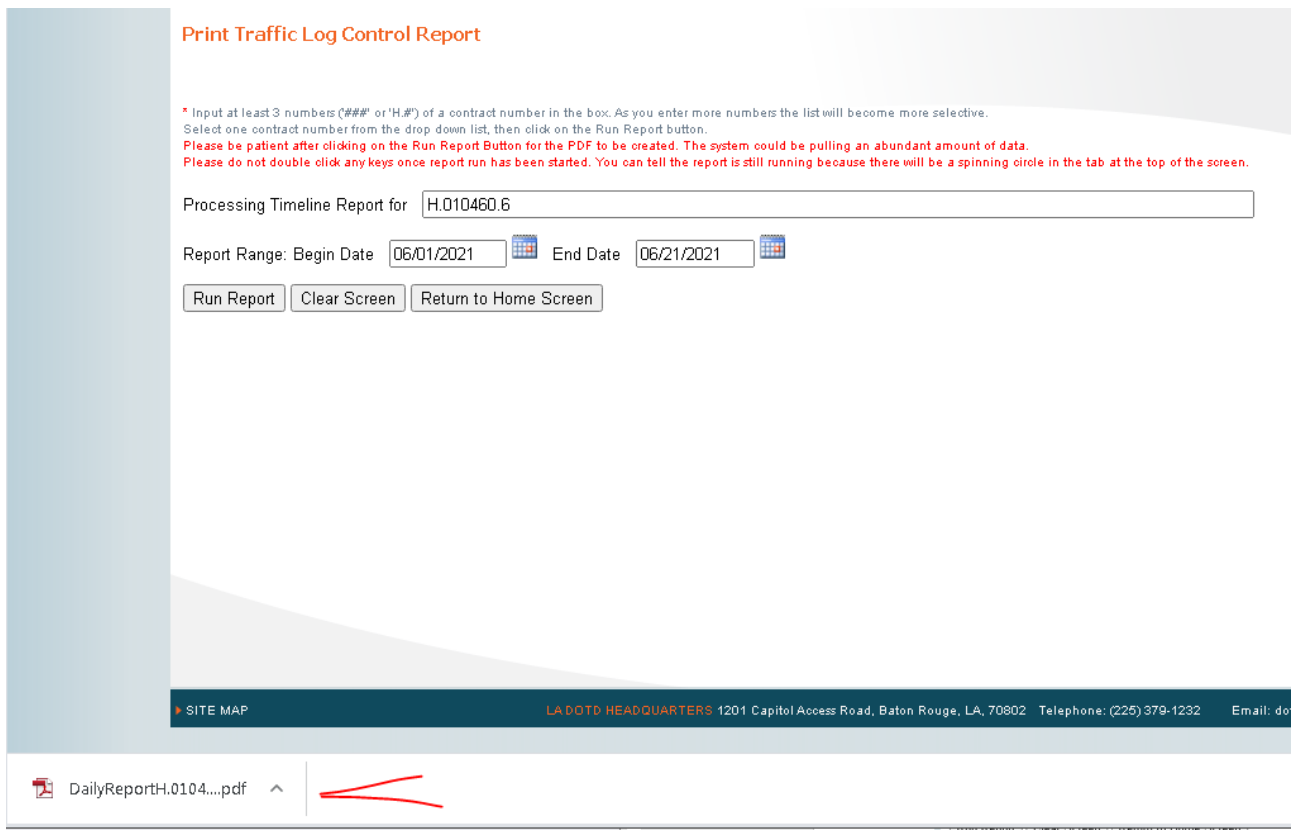 Print Traffic Log Control Report
* Input at least 3 numbers ('###' or 'H.#') of a contract number in the box. As you enter more numbers the list will become more selective.
Select one contract number from the drop down list, then click on the Run Report button.
Please be patient after clicking on the Run Report Button for the PDF to be created. The system could be pulling an abundant amount of data.
Please do not double click any keys once report run has been started. You can tell the report is still running because there will be a spinning circle in the tab at the top of the screen.
Processing Timeline Report for H.010460.6
Report Range: Begin Date 06/01/2021 End Date 06/21/2021
Run Report Clear Screen Return to Home Screen
SITE MAP LA DOTD HEADQUARTERS 1201 Capitol Access Road, Baton Rouge, LA, 70802 Telephone: (225) 379-1232 Email:
DailyReportH.0104....pdf